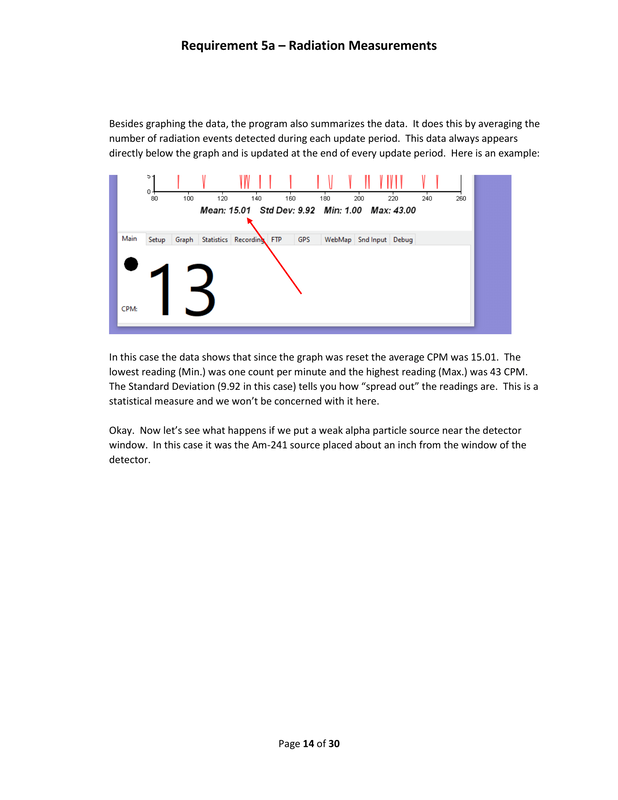 Requirement 5a – Radiation Measurements
Besides graphing the data, the program also summarizes the data.  It does this by averaging the
number of radiation events detected during each update period.  This data always appears
directly below the graph and is updated at the end of every update period.  Here is an example:
5
0
80 100 120 140 160 180 200 220 240 260
Mean: 15.01 Std Dev: 9.92 Min: 1.00 Max: 43.00
Main Setup Graph Statistics Recording FTP GPS WebMap Snd Input Debug
CPM: 13
In this case the data shows that since the graph was reset the average CPM was 15.01.  The
lowest reading (Min.) was one count per minute and the highest reading (Max.) was 43 CPM.
The Standard Deviation (9.92 in this case) tells you how “spread out” the readings are.  This is a
statistical measure and we won’t be concerned with it here.
Okay.  Now let’s see what happens if we put a weak alpha particle source near the detector
window.  In this case it was the Am-241 source placed about an inch from the window of the
detector.
Page 14 of 30